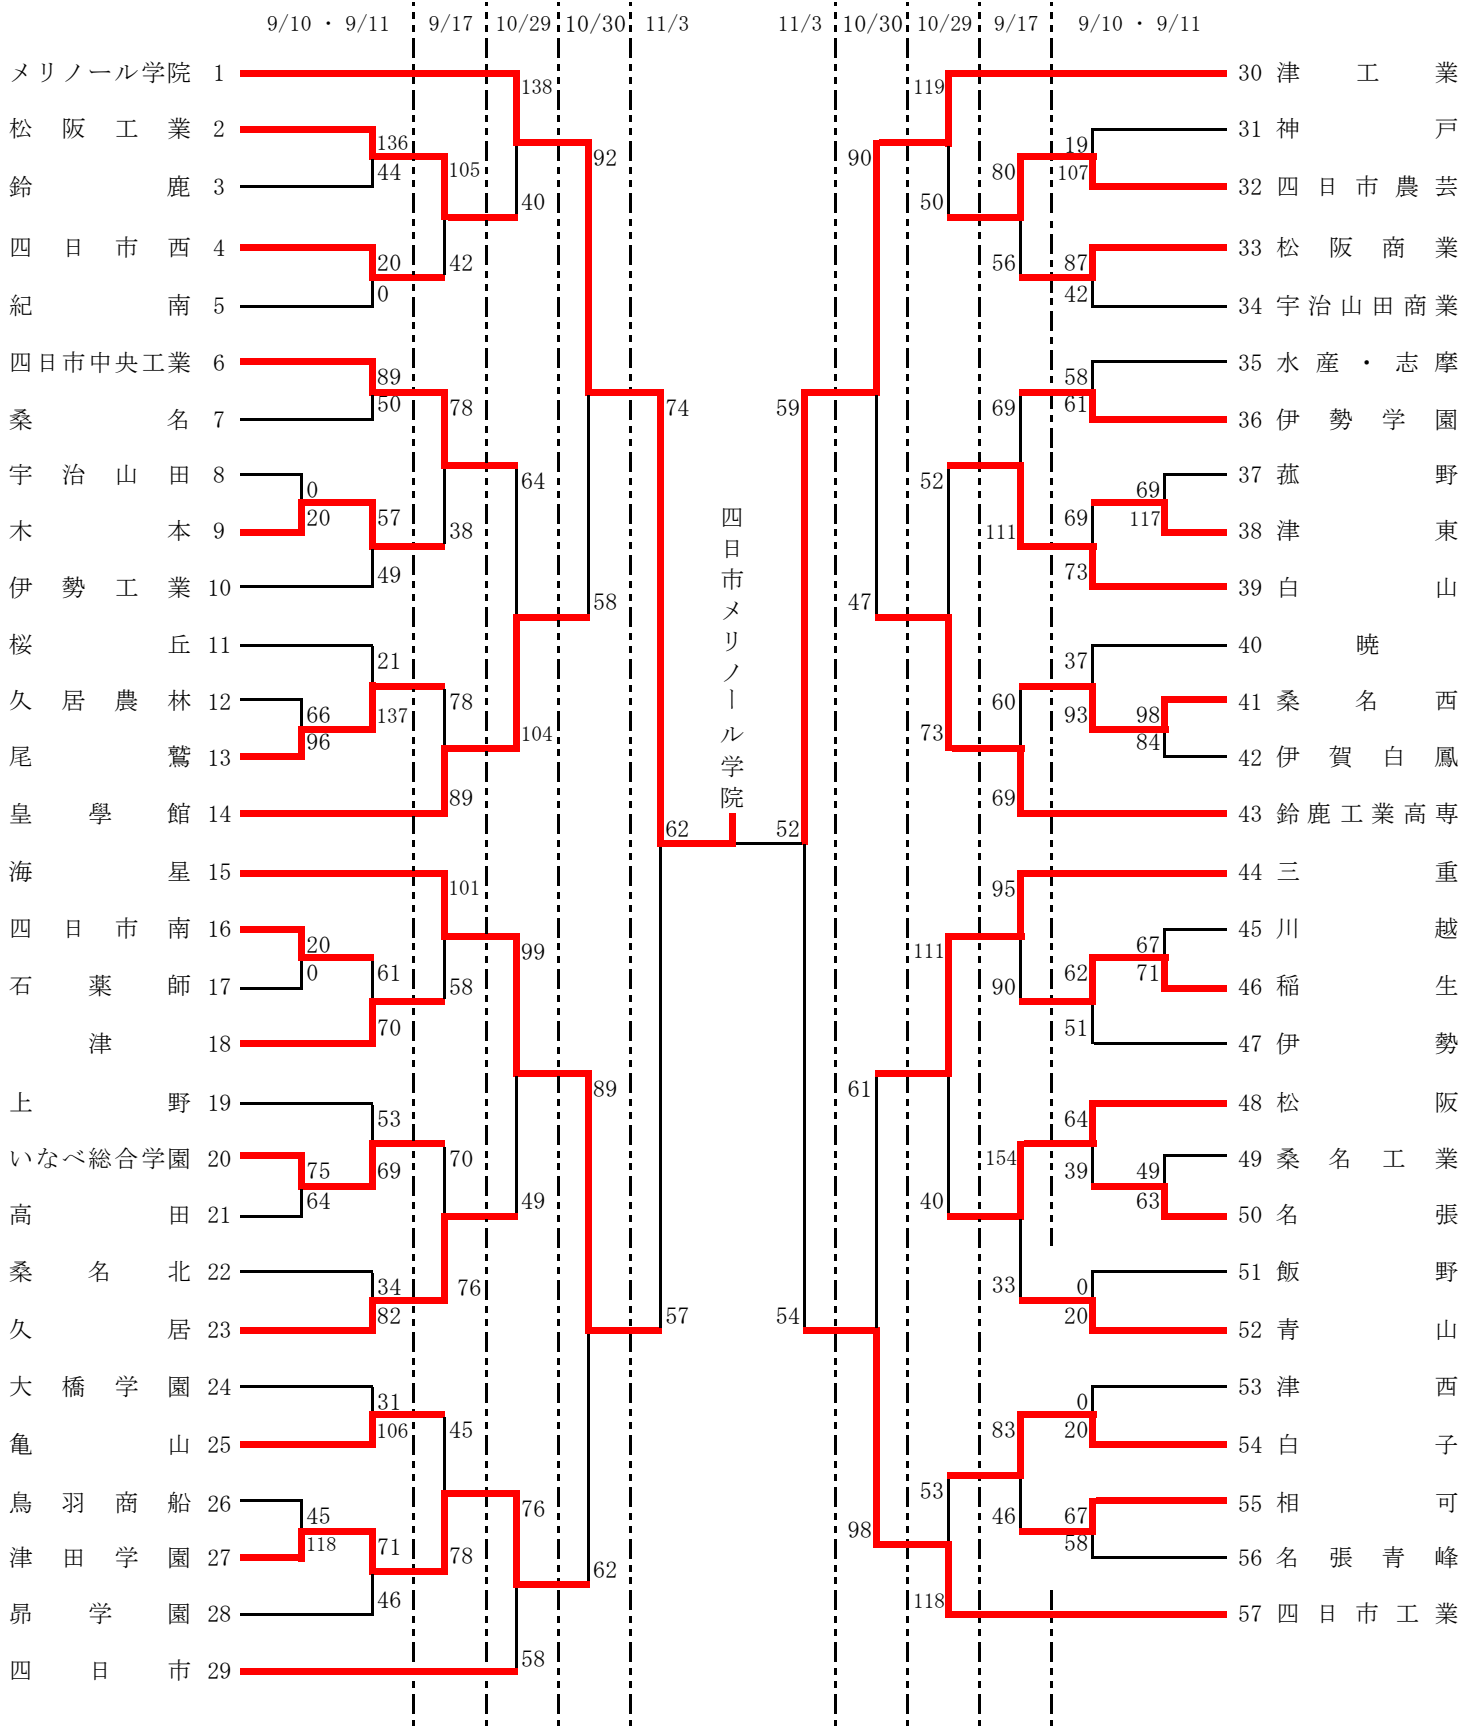 9/10 ・ 9/11 9/17 10/29 10/30 11/3 11/3 10/30 10/29 9/17 9/10 ・ 9/11
メリノール学院 1
松阪工業 2
鈴鹿 3
四日市西 4
紀南 5
四日市中央工業 6
桑名 7
宇治山田 8
木本 9
伊勢工業 10
桜丘 11
久居農林 12
尾鷲 13
皇學館 14
海星 15
四日市南 16
石薬師 17
津 18
上野 19
いなべ総合学園 20
高田 21
桑名北 22
久居 23
大橋学園 24
亀山 25
鳥羽商船 26
津田学園 27
昴学園 28
四日市 29
136
44
20
0
89
50
0
20
57
49
21
66
96
137
20
0
61
70
53
75
64
69
34
82
31
106
45
118
71
46
105
42
78
38
78
89
101
58
70
76
45
78
138
40
64
104
99
49
76
58
92
58
89
62
74
57
62
四日市メリノール学院
52
59
54
90
47
61
98
119
50
52
73
111
40
53
118
80
56
69
111
60
69
95
90
154
33
83
46
19
107
87
42
58
61
69
117
69
73
37
93
98
84
67
71
62
51
64
39
49
63
0
20
0
20
67
58
30 津工業
31 神戸
32 四日市農芸
33 松阪商業
34 宇治山田商業
35 水産・志摩
36 伊勢学園
37 菰野
38 津東
39 白山
40 暁
41 桑名西
42 伊賀白鳳
43 鈴鹿工業高専
44 三重
45 川越
46 稲生
47 伊勢
48 松阪
49 桑名工業
50 名張
51 飯野
52 青山
53 津西
54 白子
55 相可
56 名張青峰
57 四日市工業